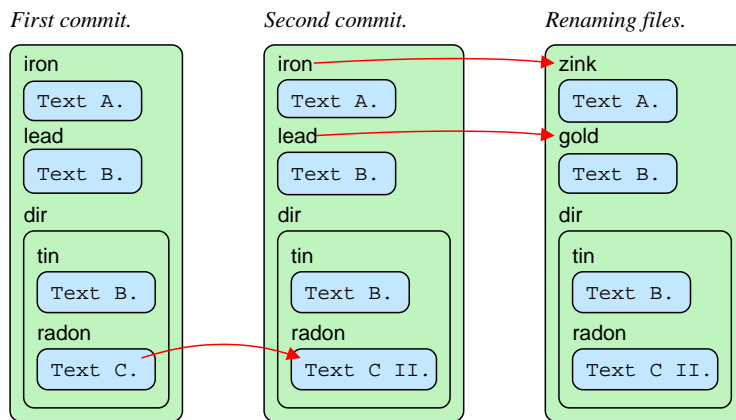 First commit.
iron
Text A.
lead
Text B.
dir
tin
Text B.
radon
Text C.
Second commit.
iron
Text A.
lead
Text B.
dir
tin
Text B.
radon
Text C II.
Renaming files.
zink
Text A.
gold
Text B.
dir
tin
Text B.
radon
Text C II.